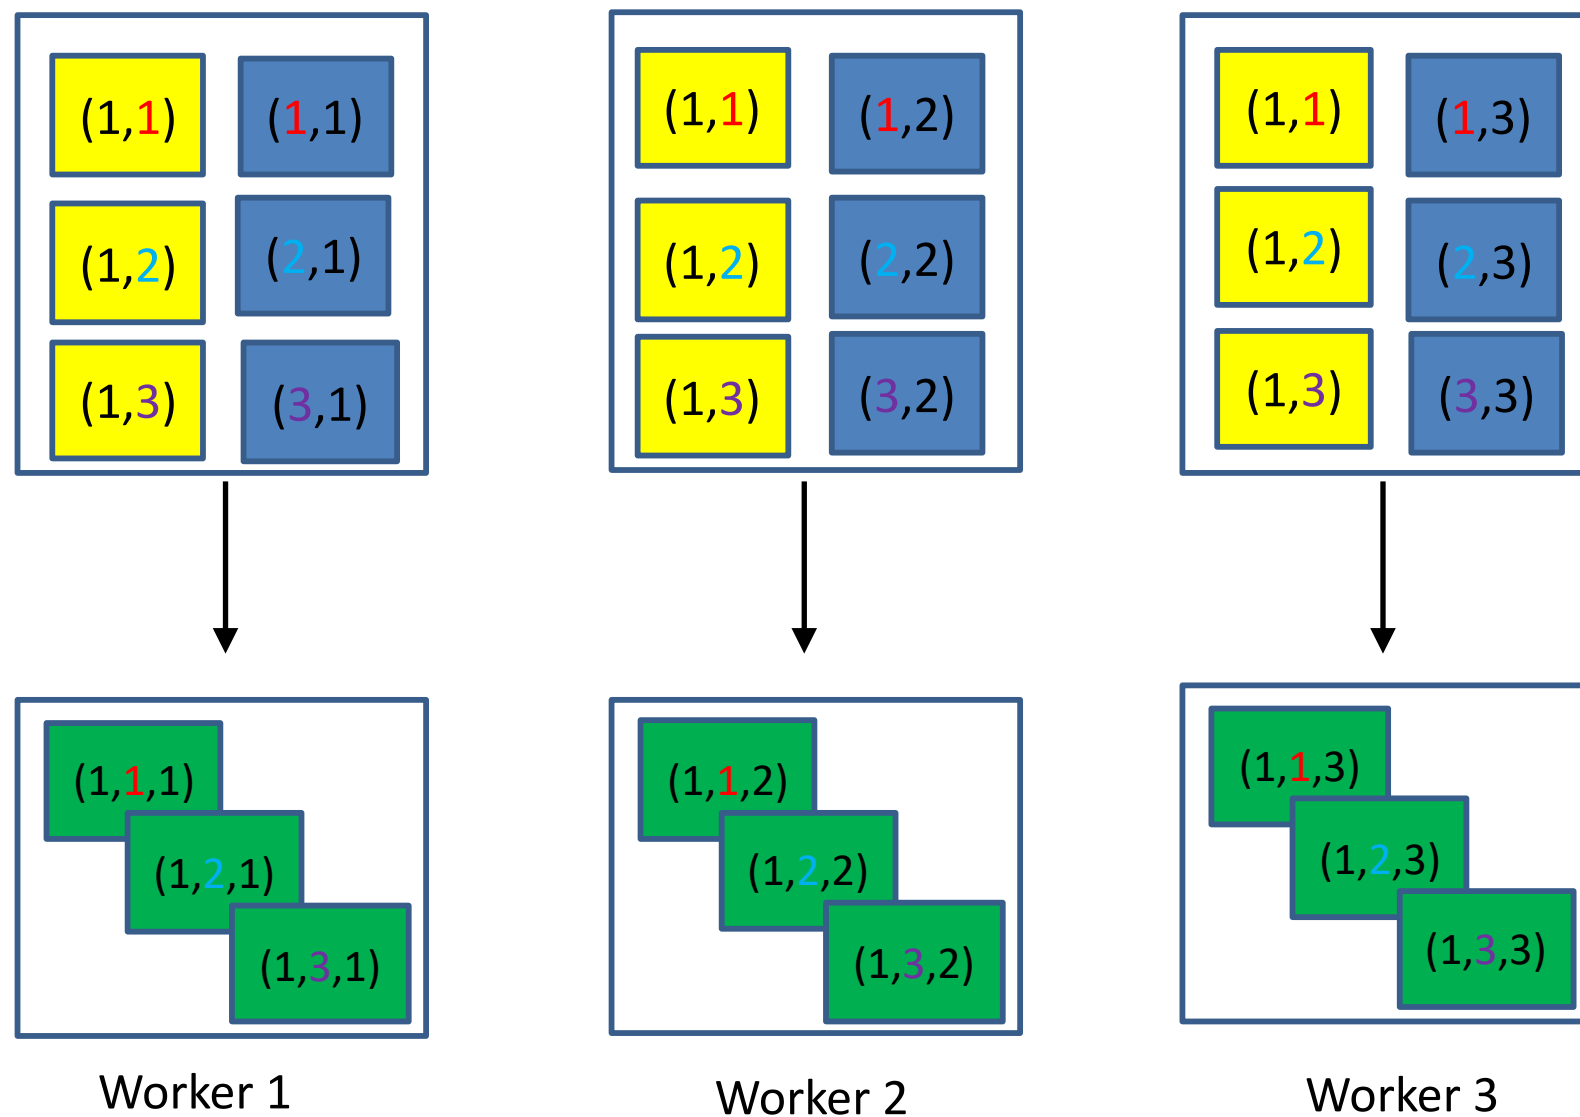 (1,1) (1,1) (1,1) (1,2) (1,1) (1,3)
(1,2) (2,1) (1,2) (2,2) (1,2) (2,3)
(1,3) (3,1) (1,3) (3,2) (1,3) (3,3)
(1,1,1) (1,1,2) (1,1,3)
(1,2,1) (1,2,2) (1,2,3)
(1,3,1) (1,3,2) (1,3,3)
Worker 1 Worker 2 Worker 3